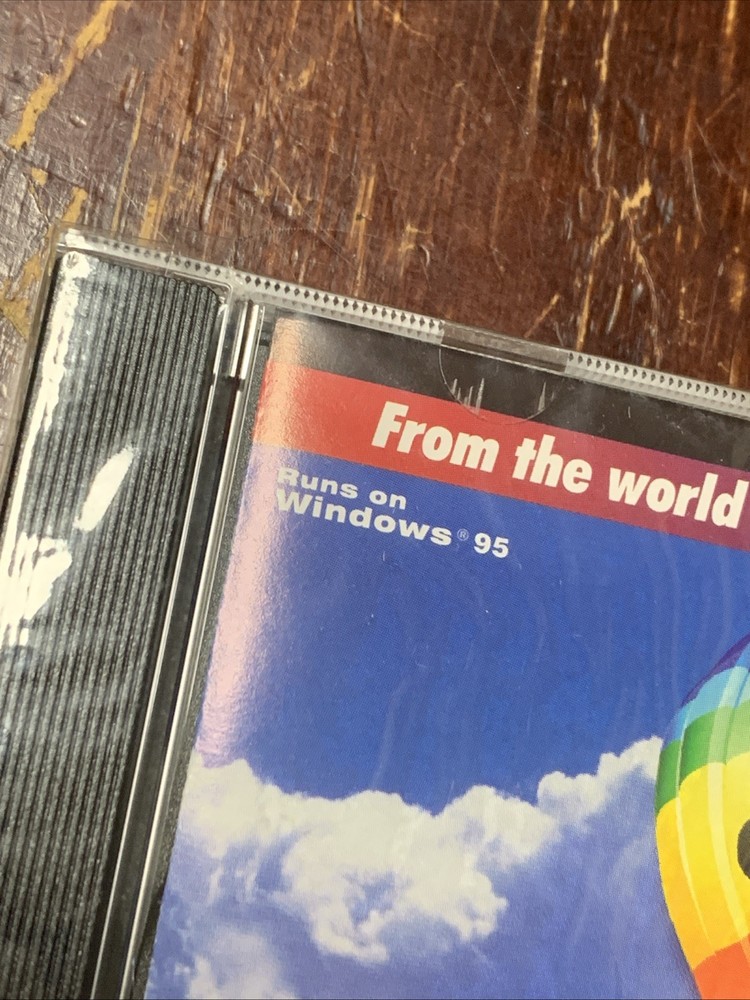 From the world
Runs on
Windows® 95